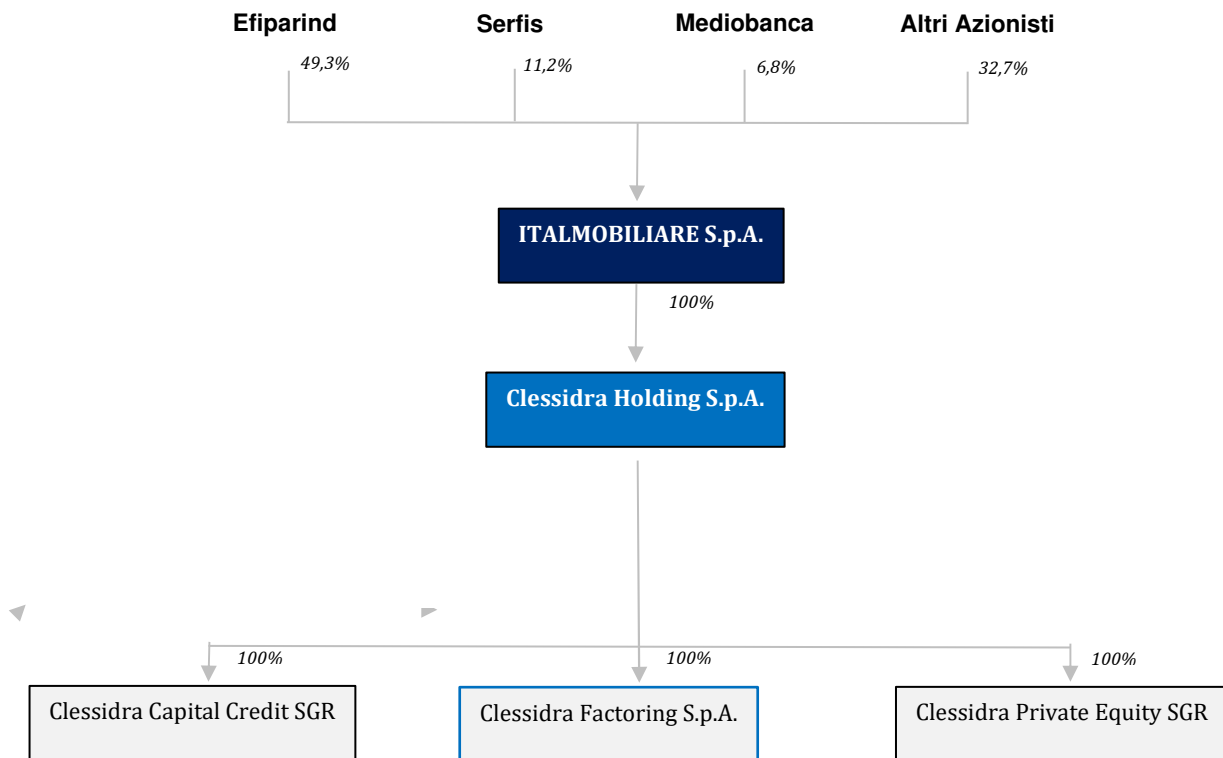 Efiparind Serfis Mediobanca Altri Azionisti
49,3% 11,2% 6,8% 32,7%
ITALMOBILIARE S.p.A.
100%
Clessidra Holding S.p.A.
100% 100% 100%
Clessidra Capital Credit SGR Clessidra Factoring S.p.A. Clessidra Private Equity SGR